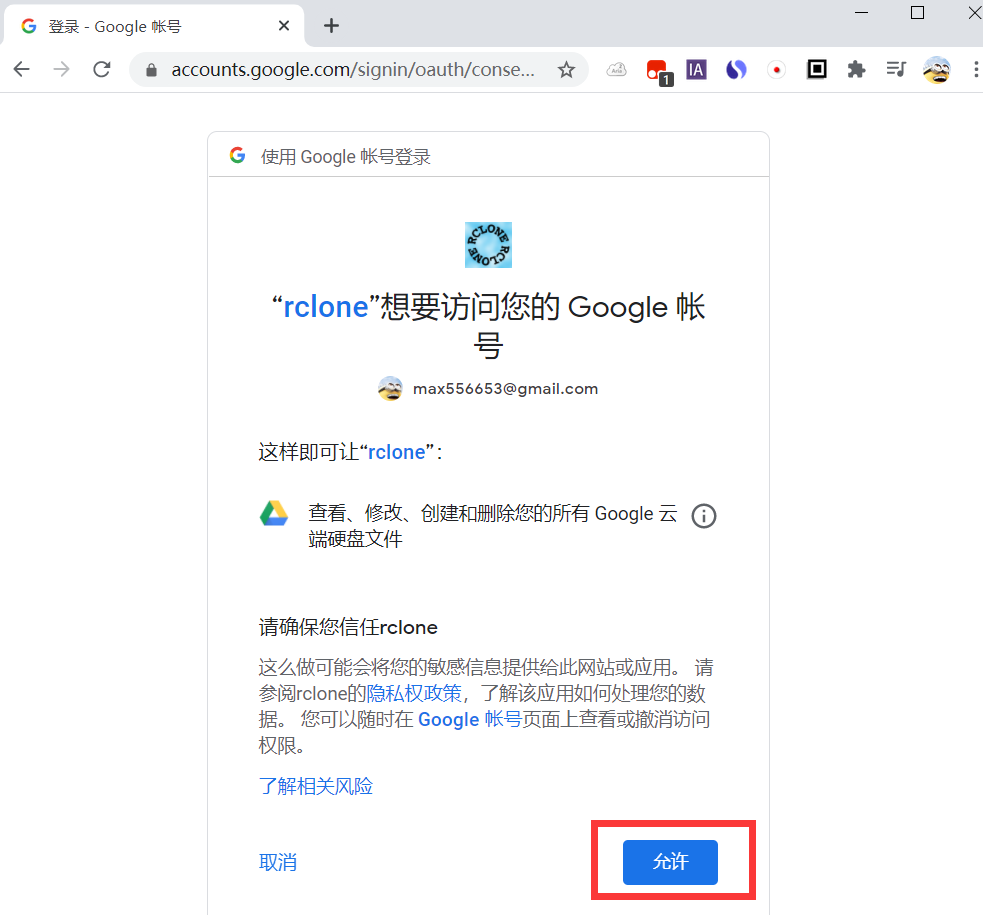 登录 - Google 帐号
accounts.google.com/signin/oauth/conse...
1
IA
使用 Google 帐号登录
RCLONE RCLONE
“rclone”想要访问您的 Google 帐
号
max556653@gmail.com
这样即可让“rclone”：
查看、修改、创建和删除您的所有 Google 云
端硬盘文件
请确保您信任rclone
这么做可能会将您的敏感信息提供给此网站或应用。 请
参阅rclone的隐私权政策，了解该应用如何处理您的数
据。 您可以随时在 Google 帐号页面上查看或撤消访问
权限。
了解相关风险
取消
允许